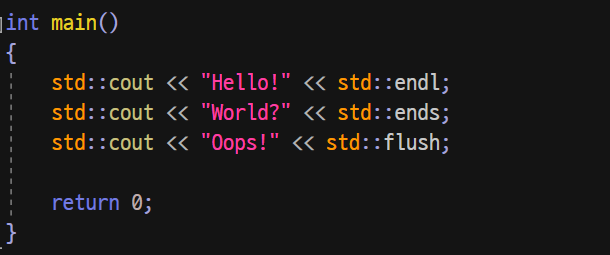 int main()
{
std::cout << "Hello!" << std::endl;
std::cout << "World?" << std::ends;
std::cout << "Oops!" << std::flush;
return 0;
}